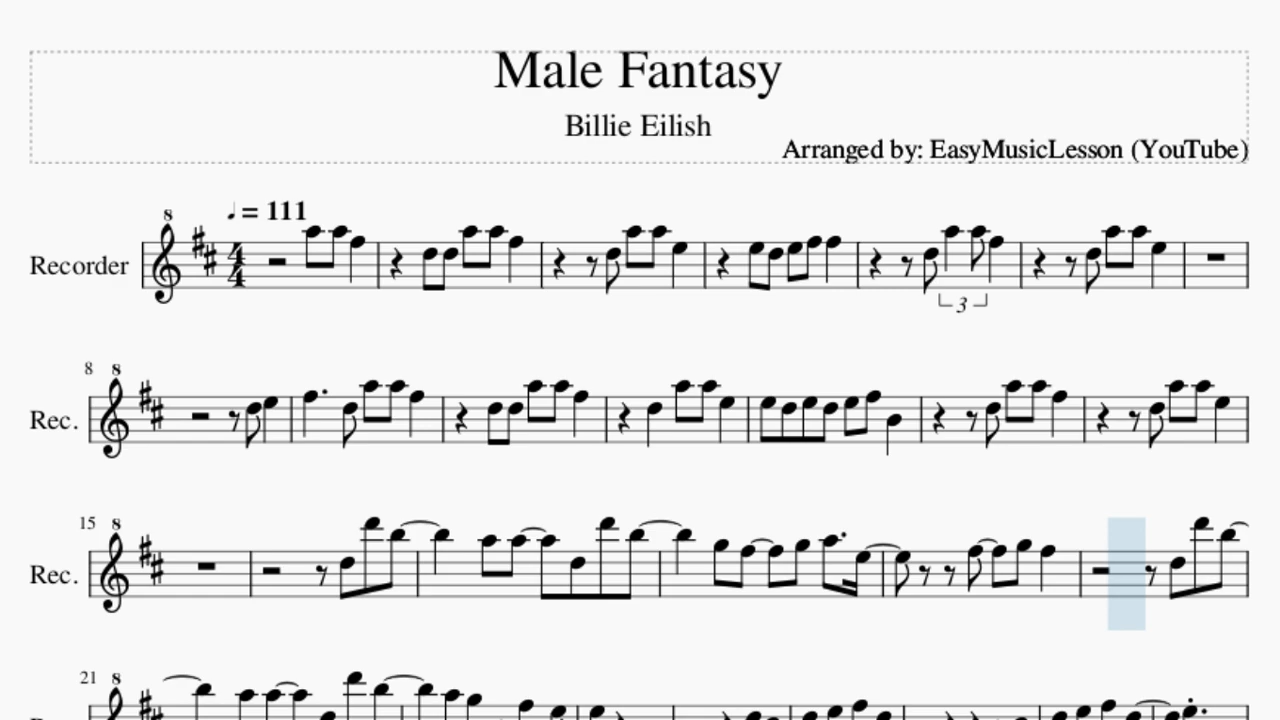 Male Fantasy
Billie Eilish
Arranged by: EasyMusicLesson (YouTube)
♩ = 111
8
Recorder
4
4
3
8
8
Rec.
15
8
Rec.
21
8